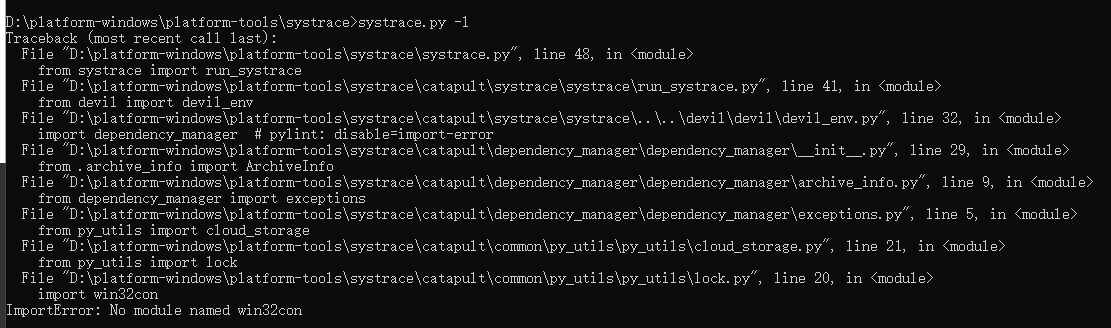 D:\platform-windows\platform-tools\systrace>systrace.py -l
Traceback (most recent call last):
  File "D:\platform-windows\platform-tools\systrace\systrace.py", line 48, in <module>
    from systrace import run_systrace
  File "D:\platform-windows\platform-tools\systrace\catapult\systrace\systrace\run_systrace.py", line 41, in <module>
    from devil import devil_env
  File "D:\platform-windows\platform-tools\systrace\catapult\systrace\systrace\..\..\devil\devil\devil_env.py", line 32, in <module>
    import dependency_manager  # pylint: disable=import-error
  File "D:\platform-windows\platform-tools\systrace\catapult\dependency_manager\dependency_manager\__init__.py", line 29, in <module>
    from .archive_info import ArchiveInfo
  File "D:\platform-windows\platform-tools\systrace\catapult\dependency_manager\dependency_manager\archive_info.py", line 9, in <module>
    from dependency_manager import exceptions
  File "D:\platform-windows\platform-tools\systrace\catapult\dependency_manager\dependency_manager\exceptions.py", line 5, in <module>
    from py_utils import cloud_storage
  File "D:\platform-windows\platform-tools\systrace\catapult\common\py_utils\py_utils\cloud_storage.py", line 21, in <module>
    from py_utils import lock
  File "D:\platform-windows\platform-tools\systrace\catapult\common\py_utils\py_utils\lock.py", line 20, in <module>
    import win32con
ImportError: No module named win32con